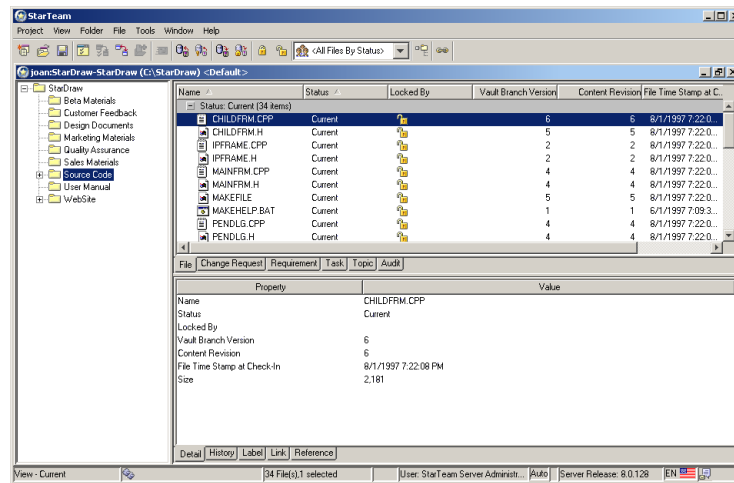 StarTeam
Project View Folder File Tools Window Help
<All Files By Status>
joan:StarDraw-StarDraw (C:\StarDraw) <Default>
StarDraw
Beta Materials
Customer Feedback
Design Documents
Marketing Materials
Quality Assurance
Sales Materials
Source Code
User Manual
WebSite
Name Status Locked By Vault Branch Version Content Revision File Time Stamp at C..
Status: Current (34 items)
CHILDFRM.CPP Current 6 6 8/1/1997 7:22:0...
CHILDFRM.H Current 5 5 8/1/1997 7:22:0...
IPFRAME.CPP Current 2 2 8/1/1997 7:22:0...
IPFRAME.H Current 2 2 8/1/1997 7:22:0...
MAINFRM.CPP Current 4 4 8/1/1997 7:22:0...
MAINFRM.H Current 4 4 8/1/1997 7:22:0...
MAKEFILE Current 5 5 8/1/1997 7:22:0...
MAKEHELP.BAT Current 1 1 6/1/1997 7:09:3...
PENDLG.CPP Current 4 4 8/1/1997 7:22:0...
PENDLG.H Current 4 4 8/1/1997 7:22:0...
File Change Request Requirement Task Topic Audit
Property Value
Name CHILDFRM.CPP
Status Current
Locked By
Vault Branch Version 6
Content Revision 6
File Time Stamp at Check-In 8/1/1997 7:22:08 PM
Size 2,181
Detail History Label Link Reference
View - Current 34 File(s),1 selected User: StarTeam Server Administr... Auto Server Release: 8.0.128 EN